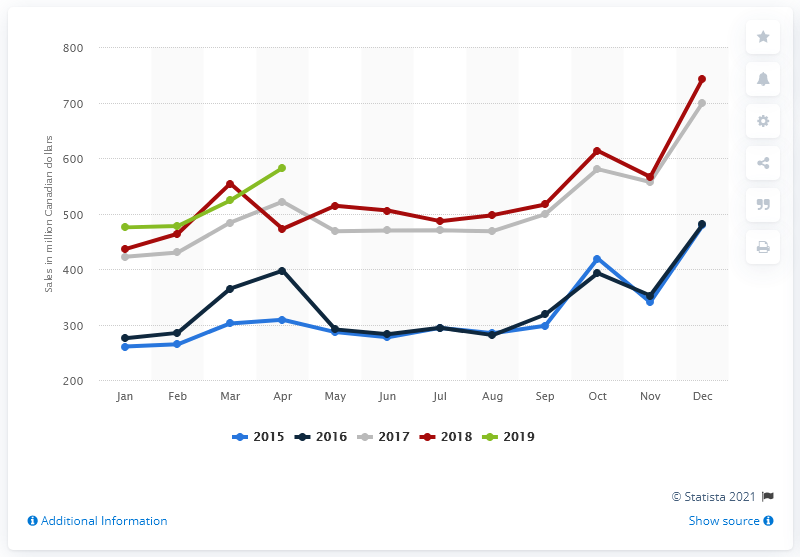 800
700
600
500
400
300
200
Sales in million Canadian dollars
Jan Feb Mar Apr May Jun Jul Aug Sep Oct Nov Dec
2015 2016 2017 2018 2019
© Statista 2021
Additional Information Show source